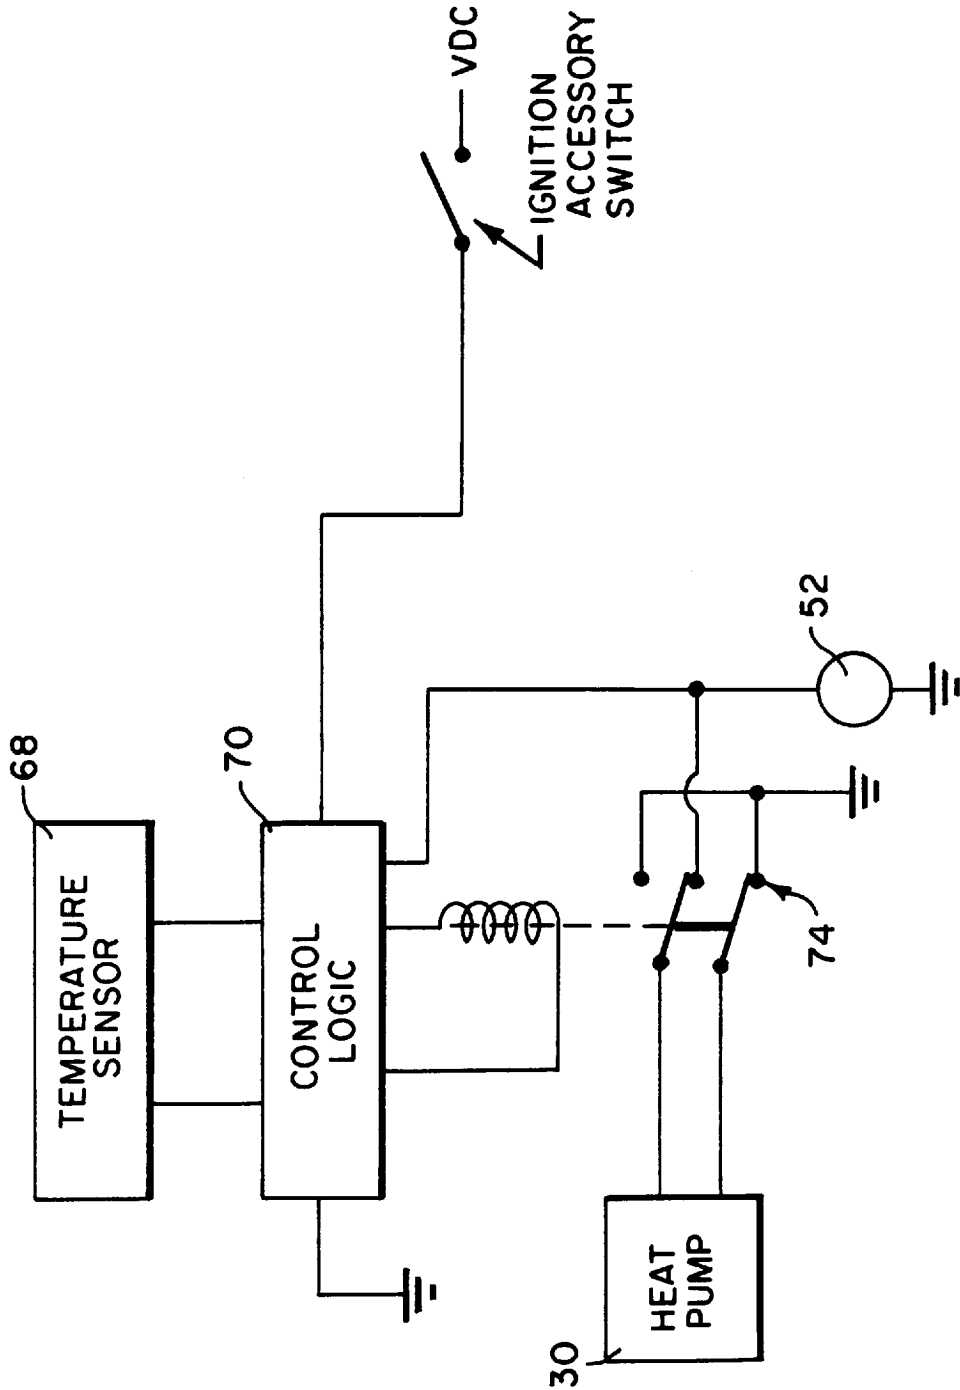 68
TEMPERATURE
SENSOR
70
CONTROL
LOGIC
VDC
IGNITION
ACCESSORY
SWITCH
30
HEAT
PUMP
74
52